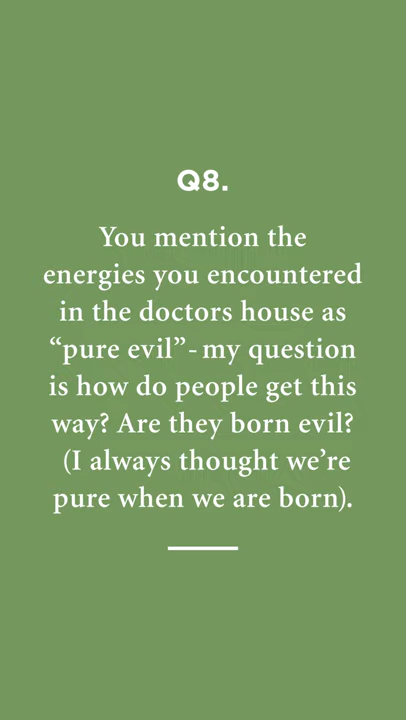 Q8.
You mention the
energies you encountered
in the doctors house as
“pure evil”- my question
is how do people get this
way? Are they born evil?
(I always thought we’re
pure when we are born).